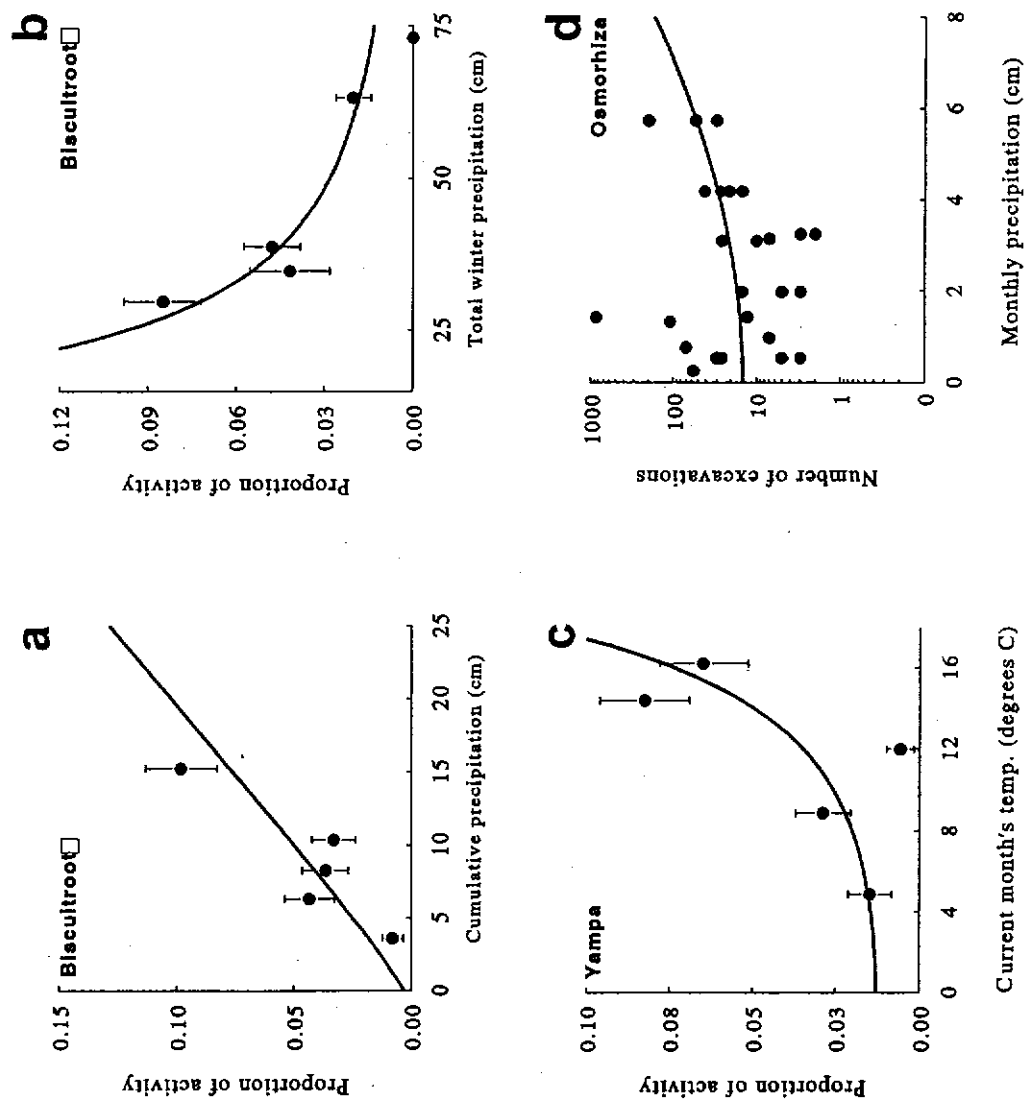 a
Biscuitroot□
0.15
0.10
0.05
0.00
Proportion of activity
0 5 10 15 20 25
Cumulative precipitation (cm)
b
Biscuitroot□
0.12
0.09
0.06
0.03
0.00
Proportion of activity
25 50 75
Total winter precipitation (cm)
c
Yampa
0.10
0.08
0.05
0.03
0.00
Proportion of activity
0 4 8 12 16
Current month's temp. (degrees C)
d
Osmorhiza
1000
100
10
1
0
Number of excavations
0 2 4 6 8
Monthly precipitation (cm)